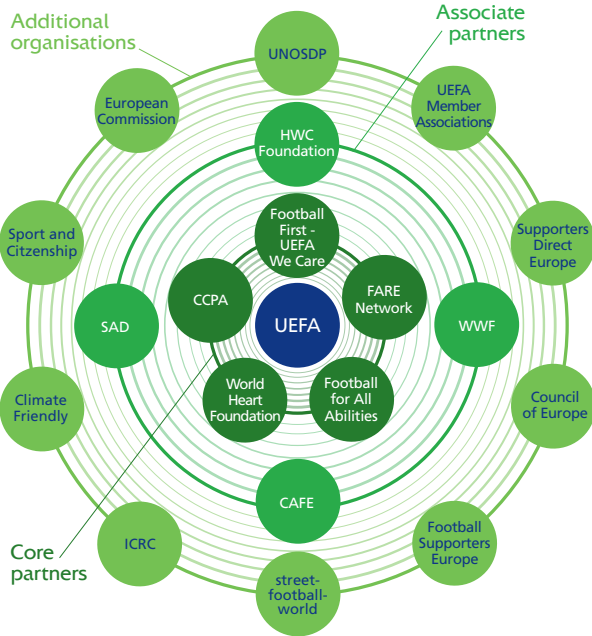 Additional
organisations
Associate
partners
UNOSDP
European
Commission
UEFA
Member
Associations
HWC
Foundation
Football
First -
UEFA
We Care
Sport and
Citzenship
Supporters
Direct
Europe
CCPA
FARE
Network
SAD
UEFA
WWF
World
Heart
Foundation
Football
for All
Abilities
Climate
Friendly
Council
of Europe
CAFE
ICRC
Football
Supporters
Europe
Core
partners
street-
football-
world